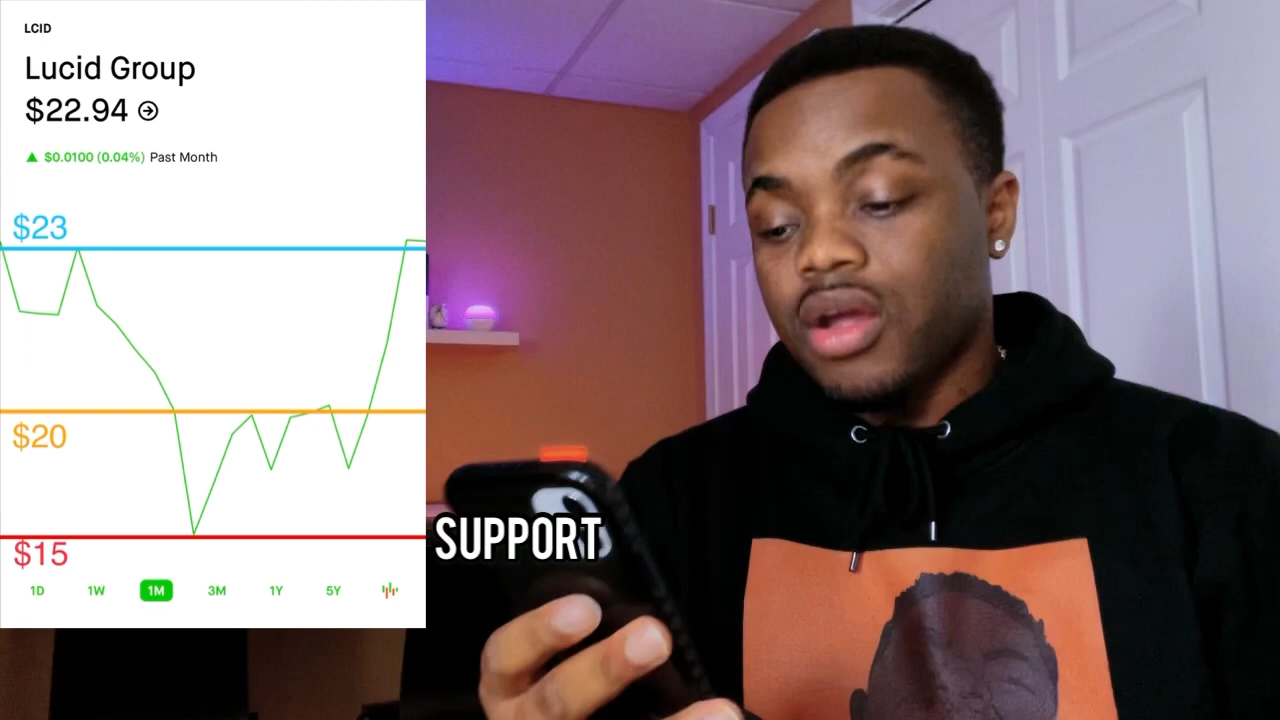 LCID
Lucid Group
$22.94
▲ $0.0100 (0.04%) Past Month
$23
$20
SUPPORT
$15
1D 1W 1M 3M 1Y 5Y